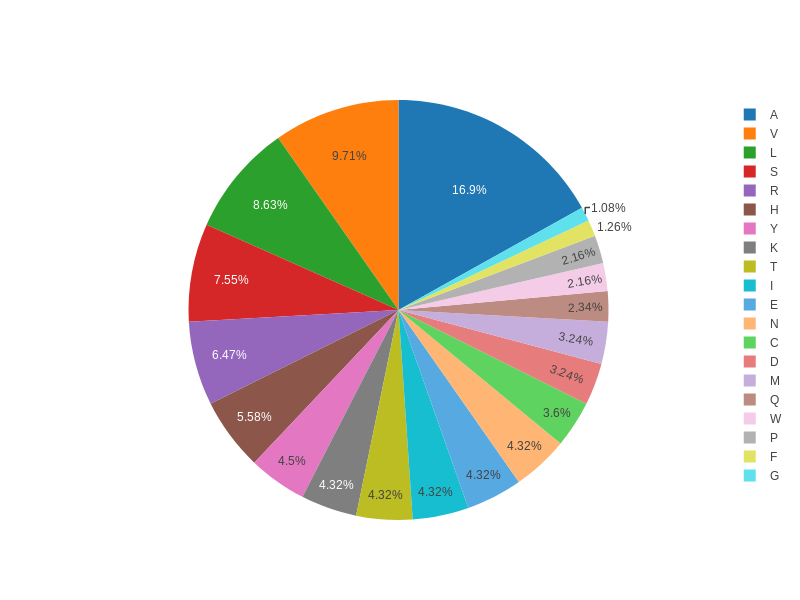 16.9%
9.71%
8.63%
7.55%
6.47%
5.58%
4.5%
4.32%
4.32%
4.32%
4.32%
4.32%
3.6%
3.24%
3.24%
2.34%
2.16%
2.16%
1.26%
1.08%
A
V
L
S
R
H
Y
K
T
I
E
N
C
D
M
Q
W
P
F
G